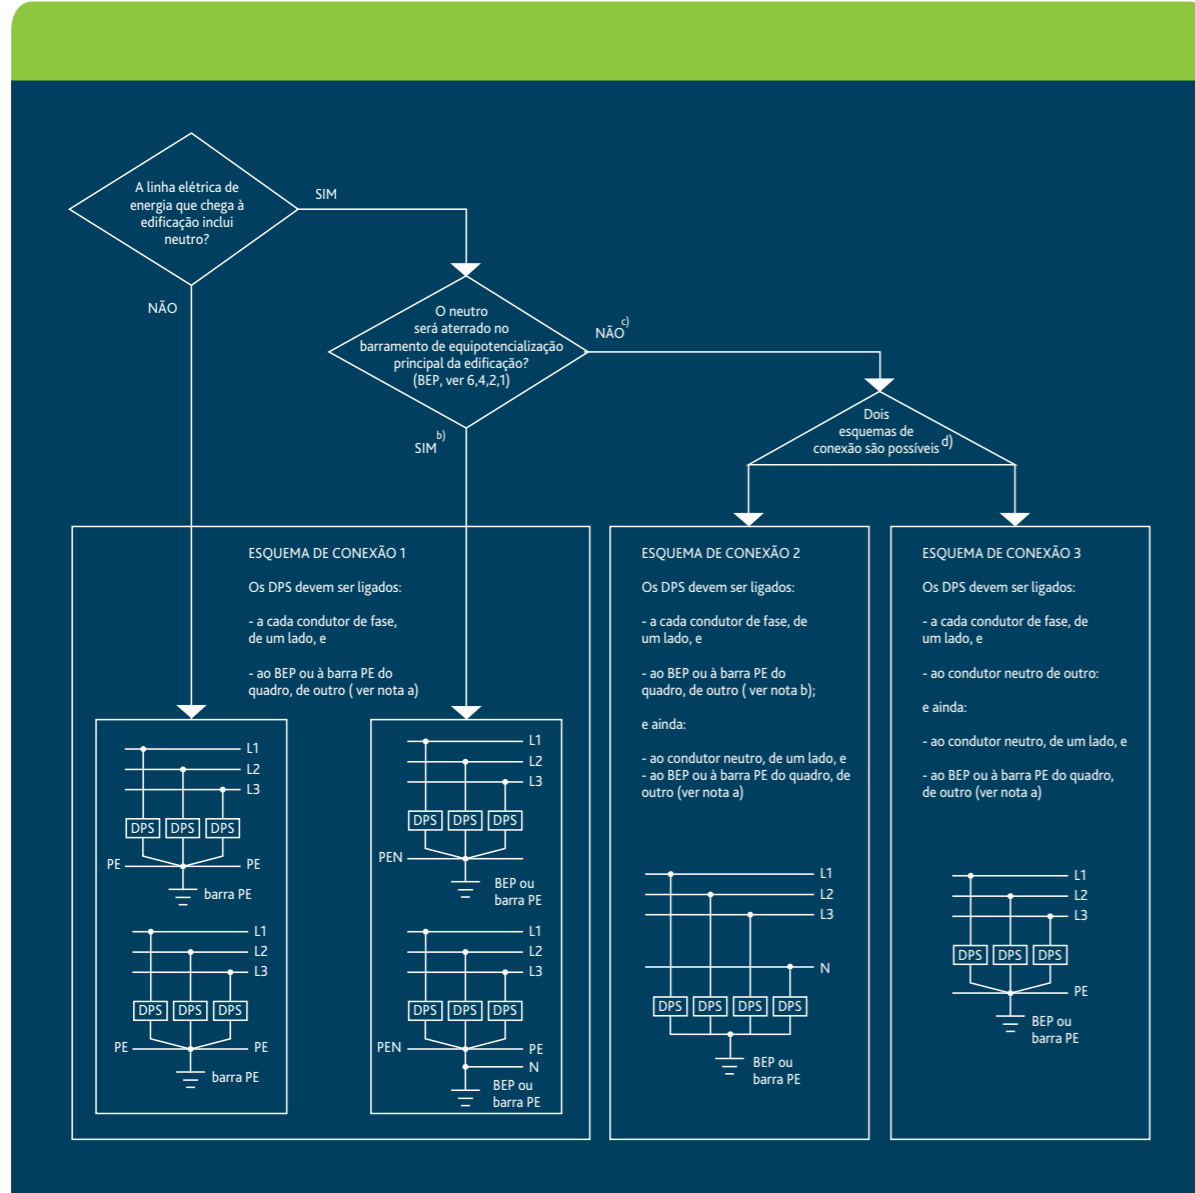 A linha elétrica de
energia que chega à
edificação inclui
neutro?
SIM
NÃO
O neutro
será aterrado no
barramento de equipotencialização
principal da edificação?
(BEP, ver 6,4,2,1)
NÃO c)
SIM b)
Dois
esquemas de
conexão são possíveis d)
ESQUEMA DE CONEXÃO 1
Os DPS devem ser ligados:
- a cada condutor de fase,
de um lado, e
- ao BEP ou à barra PE do
quadro, de outro ( ver nota a)
L1
L2
L3
DPS DPS DPS
PE PE
barra PE
L1
L2
L3
DPS DPS DPS
PE PE
barra PE
L1
L2
L3
DPS DPS DPS
PEN
BEP ou
barra PE
L1
L2
L3
DPS DPS DPS
PEN PE
N
BEP ou
barra PE
ESQUEMA DE CONEXÃO 2
Os DPS devem ser ligados:
- a cada condutor de fase, de
um lado, e
- ao BEP ou à barra PE do
quadro, de outro ( ver nota b);
e ainda:
- ao condutor neutro, de um lado, e
- ao BEP ou à barra PE do quadro, de
outro (ver nota a)
L1
L2
L3
N
DPS DPS DPS DPS
BEP ou
barra PE
ESQUEMA DE CONEXÃO 3
Os DPS devem ser ligados:
- a cada condutor de fase, de
um lado, e
- ao condutor neutro de outro:
e ainda:
- ao condutor neutro, de um lado, e
- ao BEP ou à barra PE do quadro,
de outro (ver nota a)
L1
L2
L3
DPS DPS DPS
PE
BEP ou
barra PE